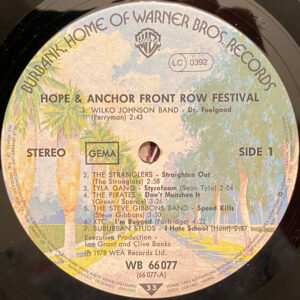 BURBANK, HOME OF WARNER BROS. RECORDS
WB
LC 0392
HOPE & ANCHOR FRONT ROW FESTIVAL
1. WILKO JOHNSON BAND - Dr. Feelgood
(Perryman) 2:43
STEREO
GEMA
SIDE 1
2. THE STRANGLERS - Straighten Out
(The Stranglers) 2:58
3. TYLA GANG - Styrofoam (Sean Tyla)
4. THE PIRATES - Don't Munchen It
(Green / Spence) 3:26
5. THE STEVE GIBBONS BAND - Speed Kills
(Steve Gibbons) 3:30
6. XTC - I'm Bugged (Partridge) 4:22
7. SUBURBAN STUDS - I Hate School (Hunt) 2:87
Executive Production:
Ian Grant and Clive Banks
℗ 1978 WEA Records Ltd.
WB 66077
(66 077-A)
33